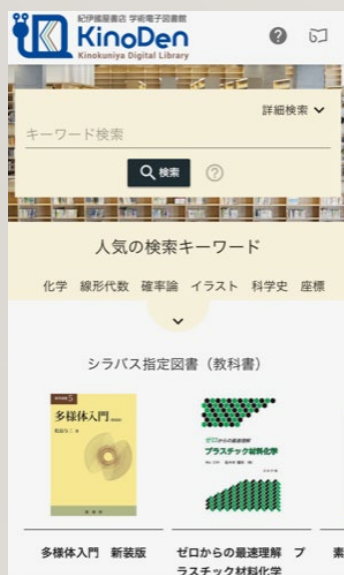 紀伊國屋書店 学術電子図書館
KinoDen
Kinokuniya Digital Library
詳細検索
キーワード検索
検索
人気の検索キーワード
化学 線形代数 確率論 イラスト 科学史 座標
シラバス指定図書（教科書）
5
多様体入門
ゼロからの最速理解
プラスチック材料化学
多様体入門 新装版
ゼロからの最速理解 プ
ラスチック材料化学
素